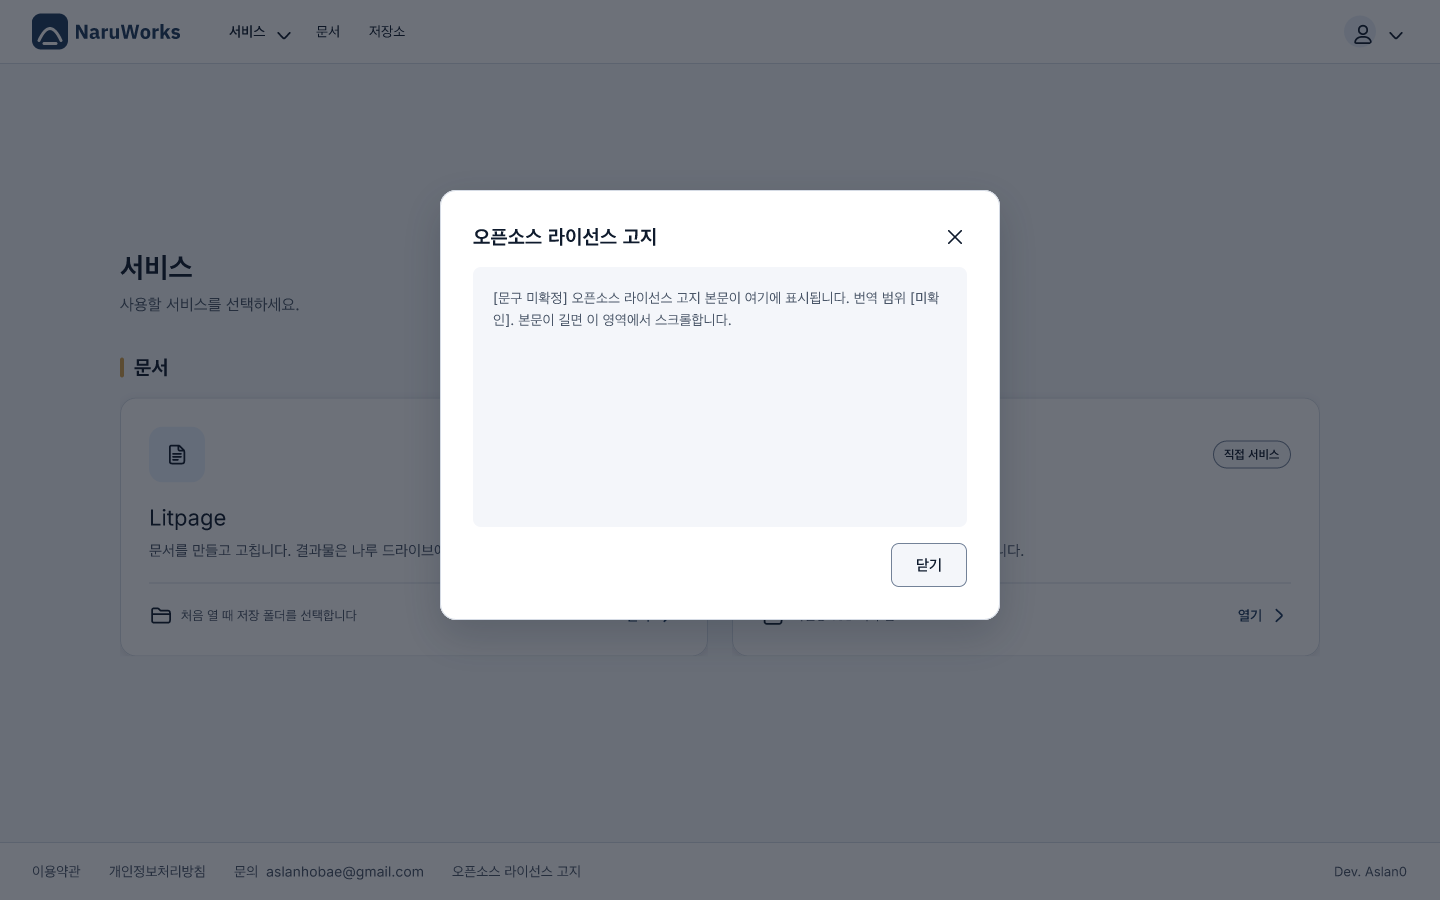 NaruWorks
서비스
문서
저장소
서비스
사용할 서비스를 선택하세요.
문서
직접 서비스
Litpage
문서를 만들고 고칩니다. 결과물은 나루
니다.
처음 열 때 저장 폴더를 선택합니다
열기
오픈소스 라이선스 고지
[문구 미확정] 오픈소스 라이선스 고지 본문이 여기에 표시됩니다. 번역 범위 [미확
인]. 본문이 길면 이 영역에서 스크롤합니다.
닫기
이용약관
개인정보처리방침
문의 aslanhobae@gmail.com
오픈소스 라이선스 고지
Dev. Aslan0